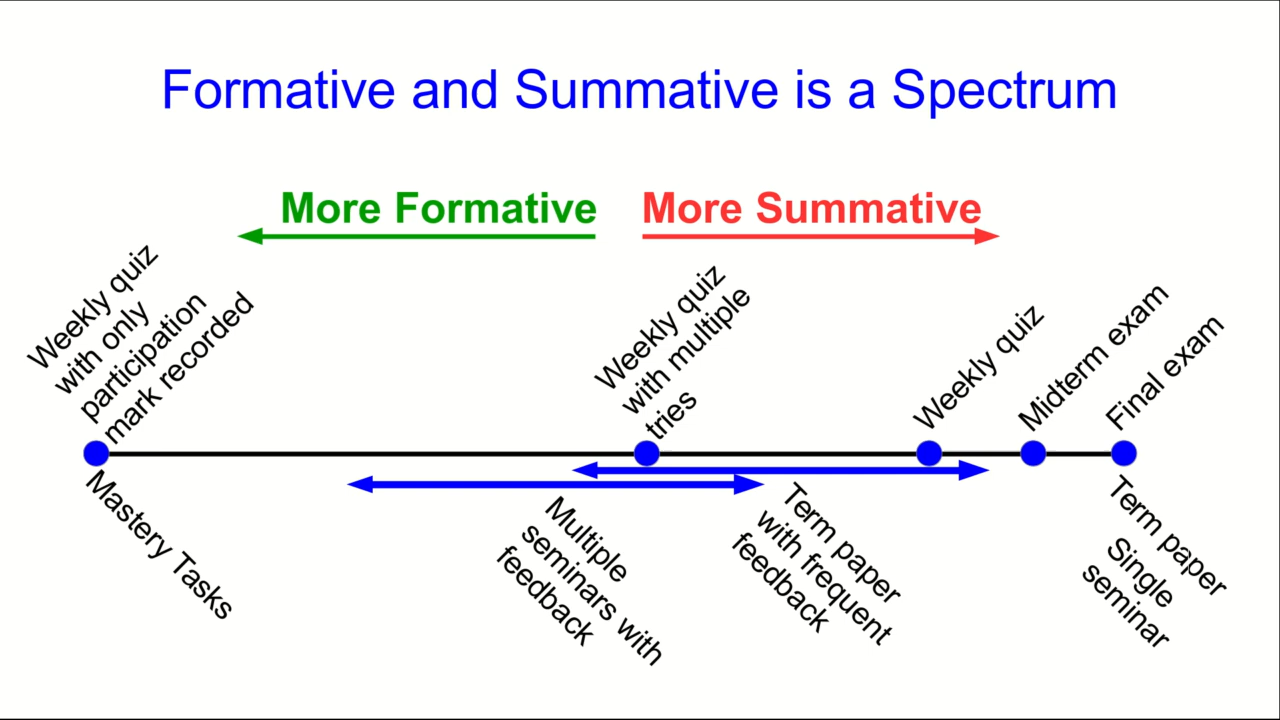 Formative and Summative is a Spectrum
More Formative
More Summative
Weekly quiz
with only
participation
mark recorded
Weekly quiz
with multiple
tries
Weekly quiz
Midterm exam
Final exam
Mastery Tasks
Multiple
seminars with
feedback
Term paper
with frequent
feedback
Term paper
Single
seminar